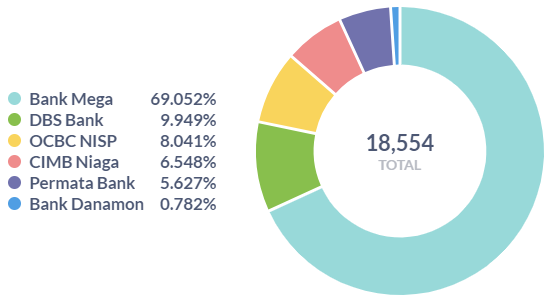 Bank Mega 69.052%
DBS Bank 9.949%
OCBC NISP 8.041%
CIMB Niaga 6.548%
Permata Bank 5.627%
Bank Danamon 0.782%
18,554
TOTAL